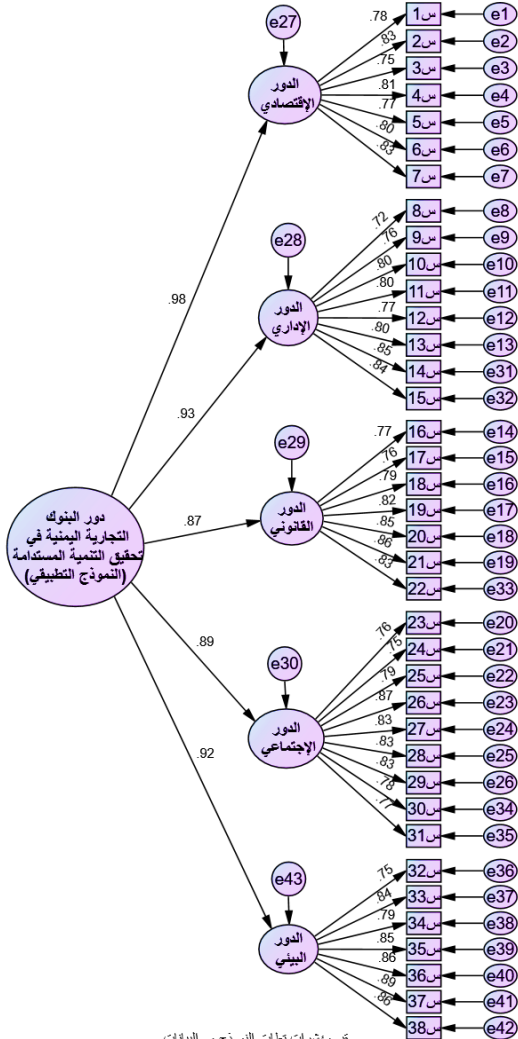 e27
.78 س1 e1
.83 س2 e2
.75 س3 e3
.81 س4 e4
.77 س5 e5
.80 س6 e6
.83 س7 e7
الدور
الإقتصادي
.98
e28
.72 س8 e8
.76 س9 e9
.80 س10 e10
.80 س11 e11
.77 س12 e12
.80 س13 e13
.85 س14 e31
.84 س15 e32
الدور
الإداري
.93
e29
.77 س16 e14
.76 س17 e15
.79 س18 e16
.82 س19 e17
.85 س20 e18
.86 س21 e19
.83 س22 e33
الدور
القانوني
.87
دور البنوك
التجارية اليمنية في
تحقيق التنمية المستدامة
(النموذج التطبيقي)
e30
.76 س23 e20
.75 س24 e21
.79 س25 e22
.87 س26 e23
.83 س27 e24
.83 س28 e25
.83 س29 e26
.78 س30 e34
.77 س31 e35
الدور
الإجتماعي
.89
.92
e43
.75 س32 e36
.84 س33 e37
.79 س34 e38
.85 س35 e39
.86 س36 e40
.89 س37 e41
.86 س38 e42
الدور
البيئي